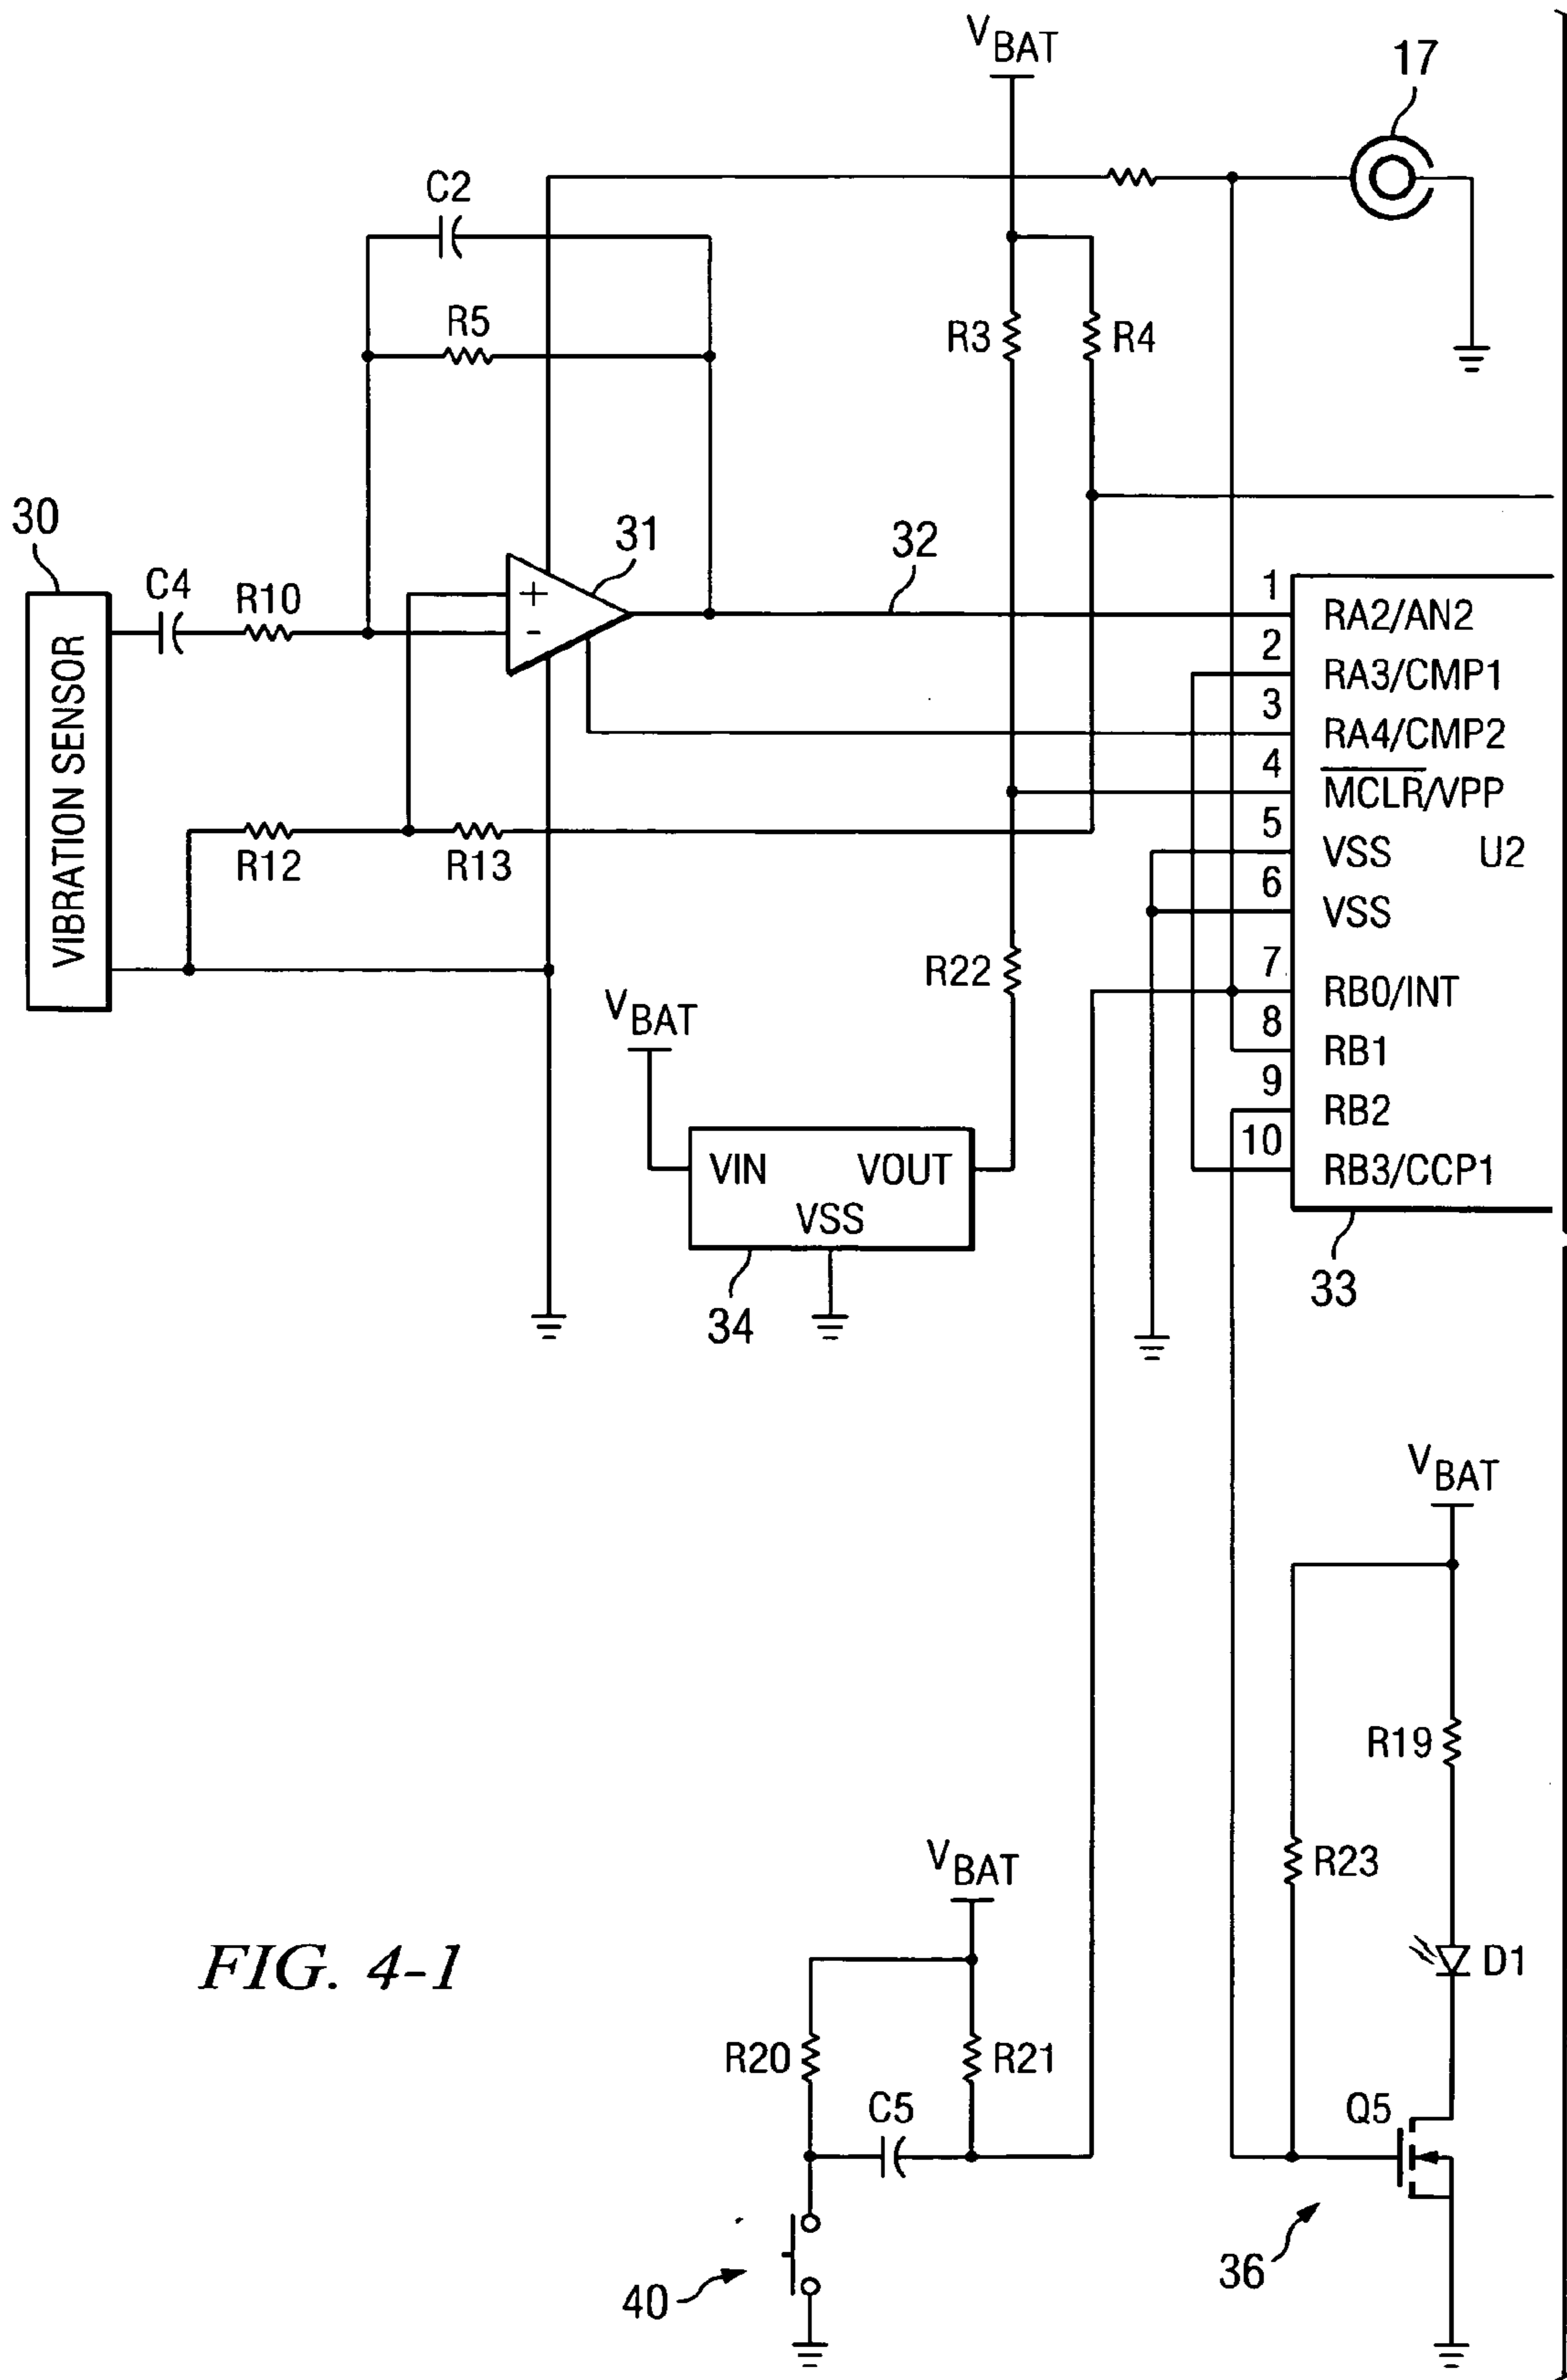 VBAT
17
C2
R5
R3
R4
30
31
32
C4
R10
+
-
VIBRATION SENSOR
R12
R13
1
RA2/AN2
2
RA3/CMP1
3
RA4/CMP2
4
MCLR/VPP
5
VSS
U2
6
VSS
7
RB0/INT
8
RB1
9
RB2
10
RB3/CCP1
33
R22
VBAT
VIN
VOUT
VSS
34
VBAT
R19
R23
D1
Q5
36
VBAT
R20
R21
C5
40
FIG. 4-1